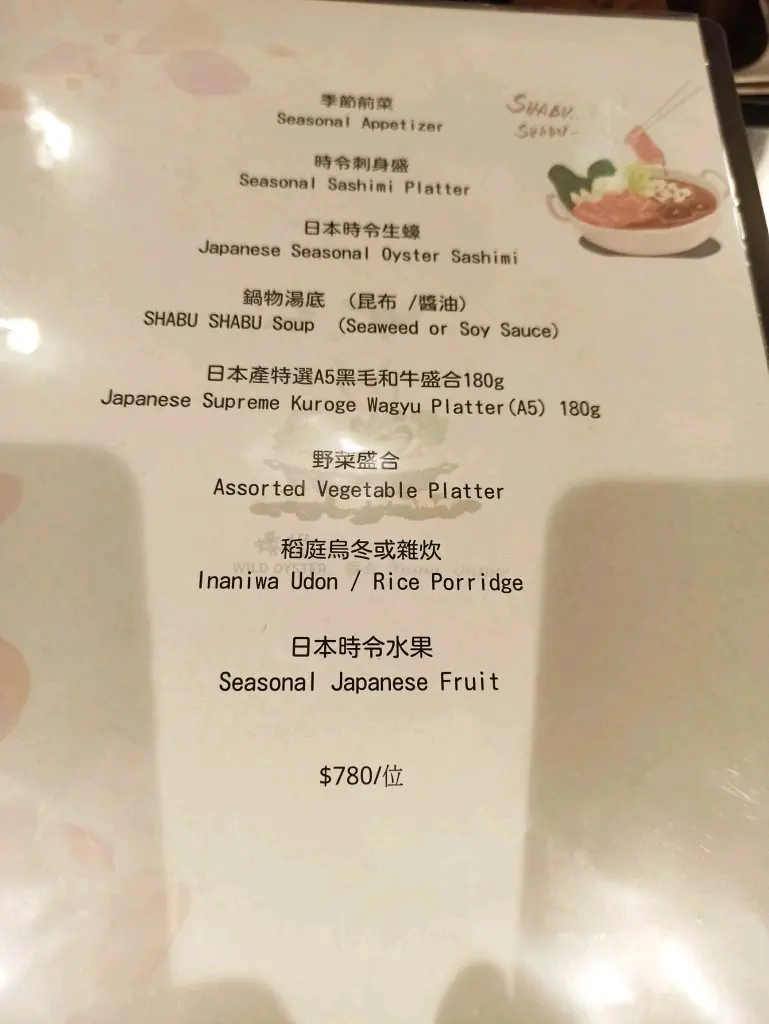 SHABU
SHABU
季節前菜
Seasonal Appetizer
時令刺身盛
Seasonal Sashimi Platter
日本時令生蠔
Japanese Seasonal Oyster Sashimi
鍋物湯底 （昆布 /醬油）
SHABU SHABU Soup （Seaweed or Soy Sauce）
日本產特選A5黑毛和牛盛合180g
Japanese Supreme Kuroge Wagyu Platter(A5) 180g
野菜盛合
Assorted Vegetable Platter
稻庭烏冬或雜炊
WILD OYSTER
Inaniwa Udon / Rice Porridge
日本時令水果
Seasonal Japanese Fruit
$780/位